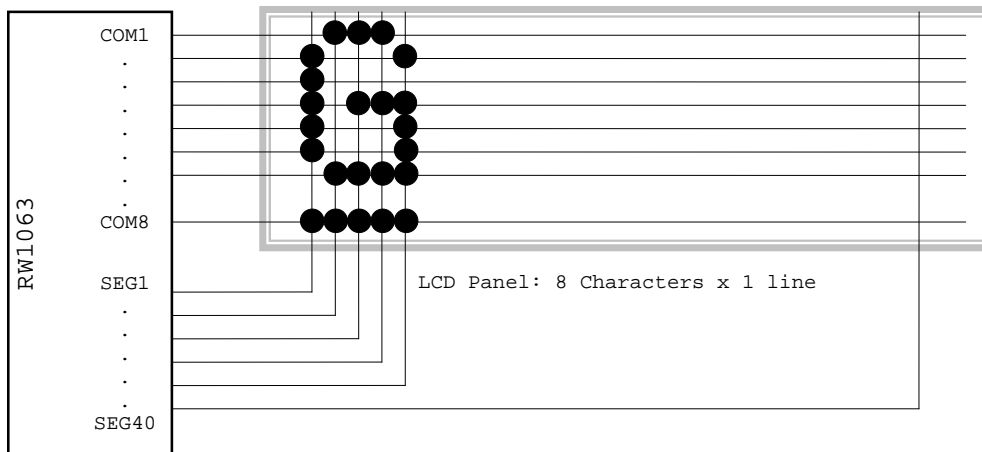 COM1
.
.
.
.
.
.
.
COM8
RW1063
SEG1
LCD Panel: 8 Characters x 1 line
.
.
.
.
.
SEG40